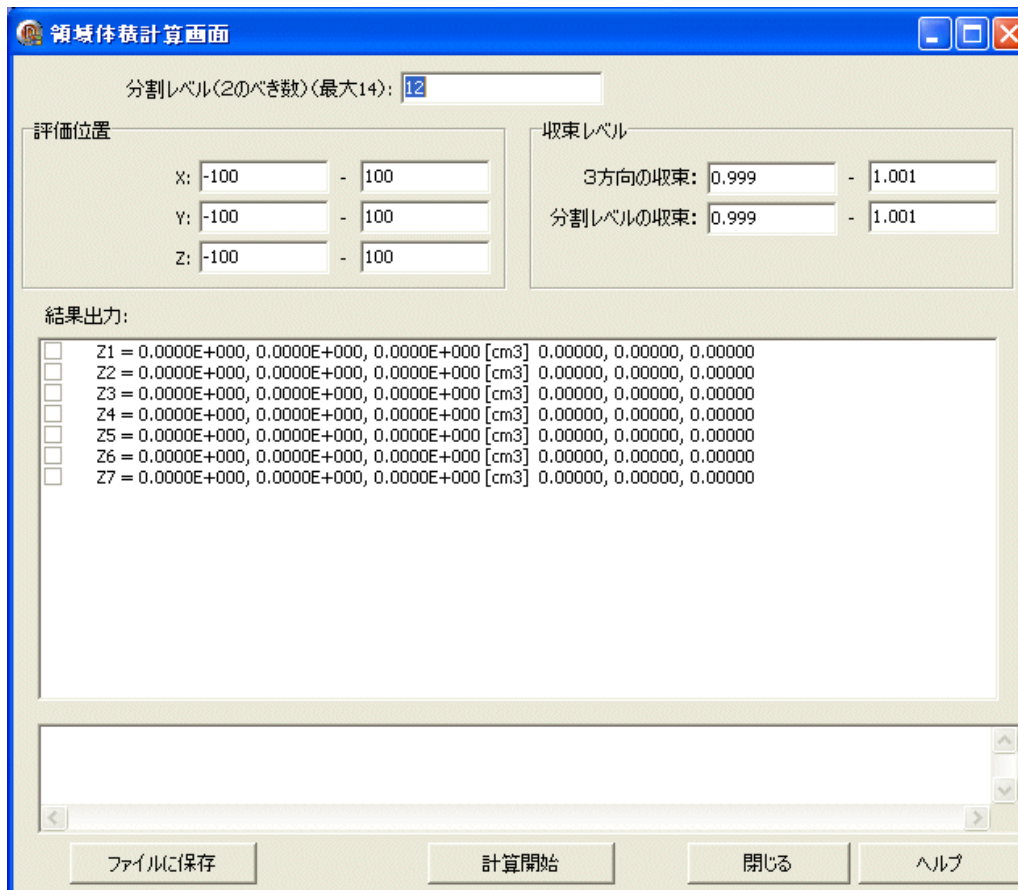 領域体積計算画面
分割レベル(2のべき数)(最大14): 12
評価位置
収束レベル
X: -100 - 100
3方向の収束: 0.999 - 1.001
Y: -100 - 100
分割レベルの収束: 0.999 - 1.001
Z: -100 - 100
結果出力:
Z1 = 0.0000E+000, 0.0000E+000, 0.0000E+000 [cm3] 0.00000, 0.00000, 0.00000
Z2 = 0.0000E+000, 0.0000E+000, 0.0000E+000 [cm3] 0.00000, 0.00000, 0.00000
Z3 = 0.0000E+000, 0.0000E+000, 0.0000E+000 [cm3] 0.00000, 0.00000, 0.00000
Z4 = 0.0000E+000, 0.0000E+000, 0.0000E+000 [cm3] 0.00000, 0.00000, 0.00000
Z5 = 0.0000E+000, 0.0000E+000, 0.0000E+000 [cm3] 0.00000, 0.00000, 0.00000
Z6 = 0.0000E+000, 0.0000E+000, 0.0000E+000 [cm3] 0.00000, 0.00000, 0.00000
Z7 = 0.0000E+000, 0.0000E+000, 0.0000E+000 [cm3] 0.00000, 0.00000, 0.00000
ファイルに保存 計算開始 閉じる ヘルプ